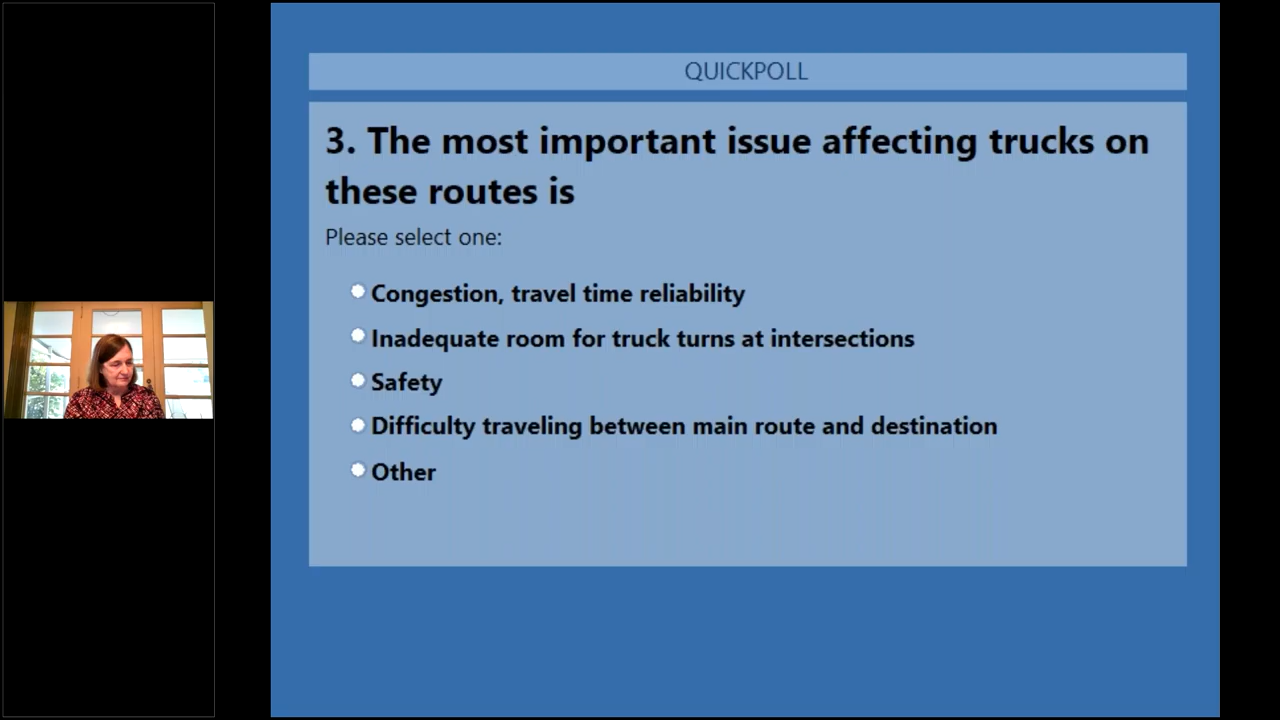 QUICKPOLL
3. The most important issue affecting trucks on
these routes is
Please select one:
Congestion, travel time reliability
Inadequate room for truck turns at intersections
Safety
Difficulty traveling between main route and destination
Other